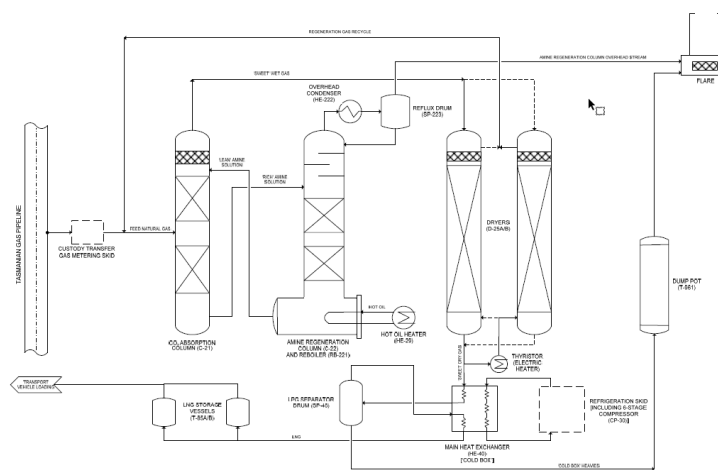 REGENERATION GAS RECYCLE
AMINE REGENERATION COLUMN OVERHEAD STREAM
FLARE
SWEET WET GAS
OVERHEAD
CONDENSER
(HE-222)
REFLUX DRUM
(SP-223)
LEAN AMINE
SOLUTION
RICH AMINE
SOLUTION
TASMANIAN GAS PIPELINE
FEED NATURAL GAS
CUSTODY TRANSFER
GAS METERING SKID
DRYERS
(D-25A/B)
DUMP POT
(T-861)
HOT OIL
HOT OIL HEATER
(HE-29)
CO₂ ABSORPTION
COLUMN (C-21)
AMINE REGENERATION
COLUMN (C-22)
AND REBOILER (RB-221)
SWEET DRY GAS
THYRISTOR
(ELECTRIC
HEATER)
TRANSPORT
VEHICLE LOADING
LNG STORAGE
VESSELS
(T-85A/B)
LPG SEPARATOR
DRUM (SP-40)
REFRIGERATION SKID
[INCLUDING 6-STAGE
COMPRESSOR
(CP-30)]
LNG
MAIN HEAT EXCHANGER
(HE-40)
['COLD BOX']
COLD BOX HEAVIES